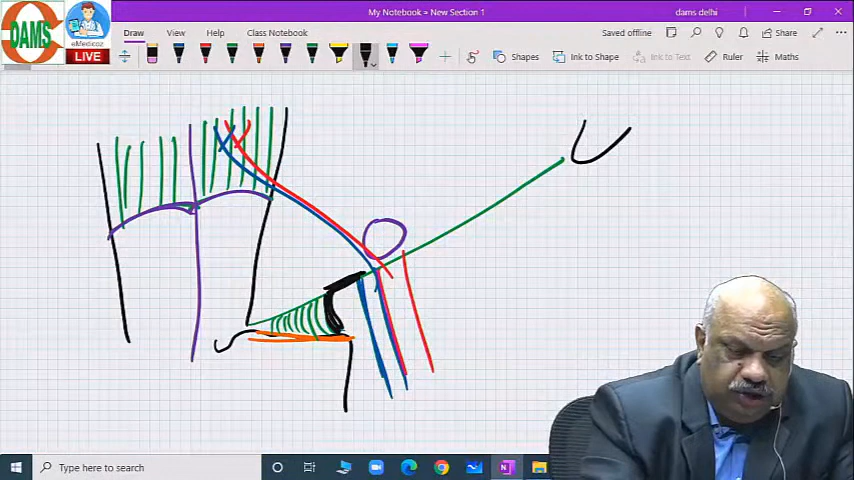 DAMS
eMedicoz
LIVE
My Notebook » New Section 1
dams delhi
Draw
View
Help
Class Notebook
Saved offline
Share
Shapes
Ink to Shape
Ink to Text
Ruler
Maths
Type here to search